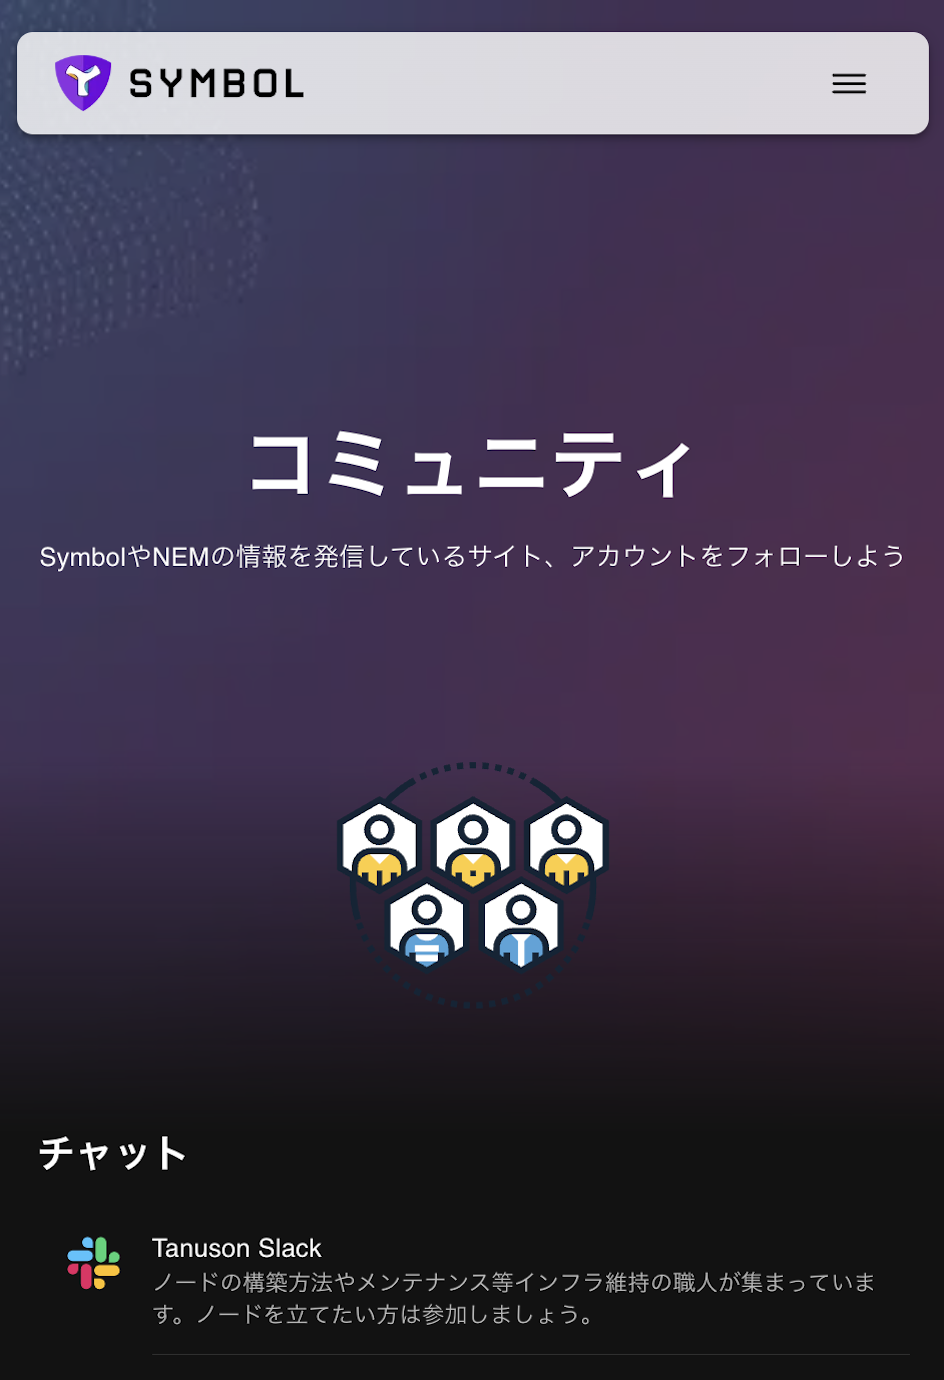 SYMBOL
コミュニティ
SymbolやNEMの情報を発信しているサイト、アカウントをフォローしよう
チャット
Tanuson Slack
ノードの構築方法やメンテナンス等インフラ維持の職人が集まっていま
す。ノードを立てたい方は参加しましょう。